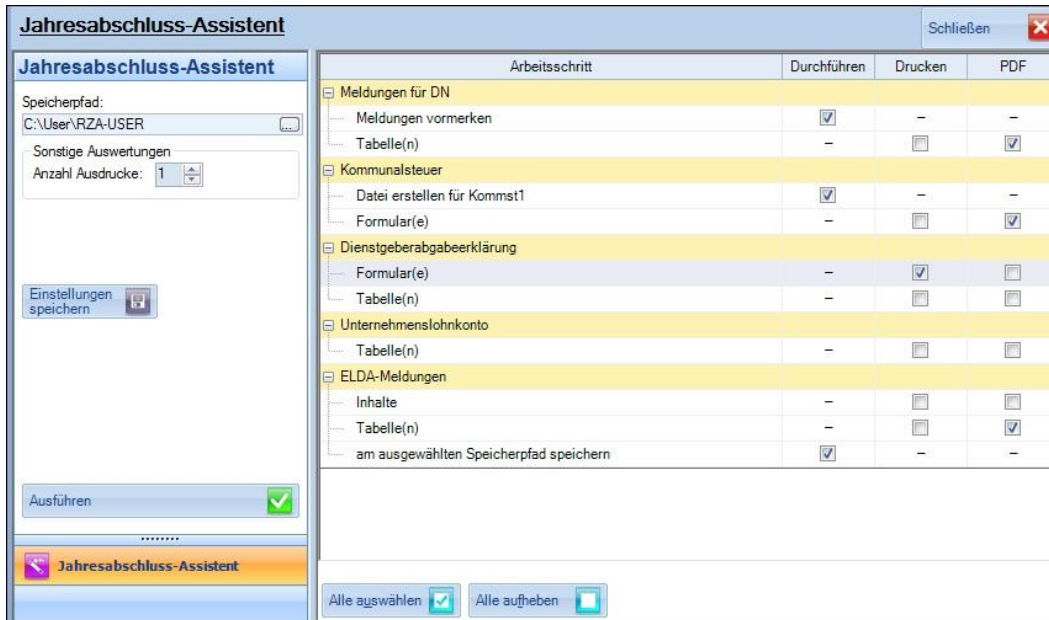 Jahresabschluss-Assistent
Schließen
Jahresabschluss-Assistent
Speicherpfad:
C:\User\RZA-USER
...
Sonstige Auswertungen
Anzahl Ausdrucke: 1
Einstellungen
speichern
Ausführen
Jahresabschluss-Assistent
Arbeitsschritt Durchführen Drucken PDF
Meldungen für DN
Meldungen vormerken – –
Tabelle(n) –
Kommunalsteuer
Datei erstellen für Kommst1 – –
Formular(e) –
Dienstgeberabgabeerklärung
Formular(e) –
Tabelle(n) –
Unternehmenslohnkonto
Tabelle(n) –
ELDA-Meldungen
Inhalte –
Tabelle(n) –
am ausgewählten Speicherpfad speichern – –
Alle auswählen Alle aufheben